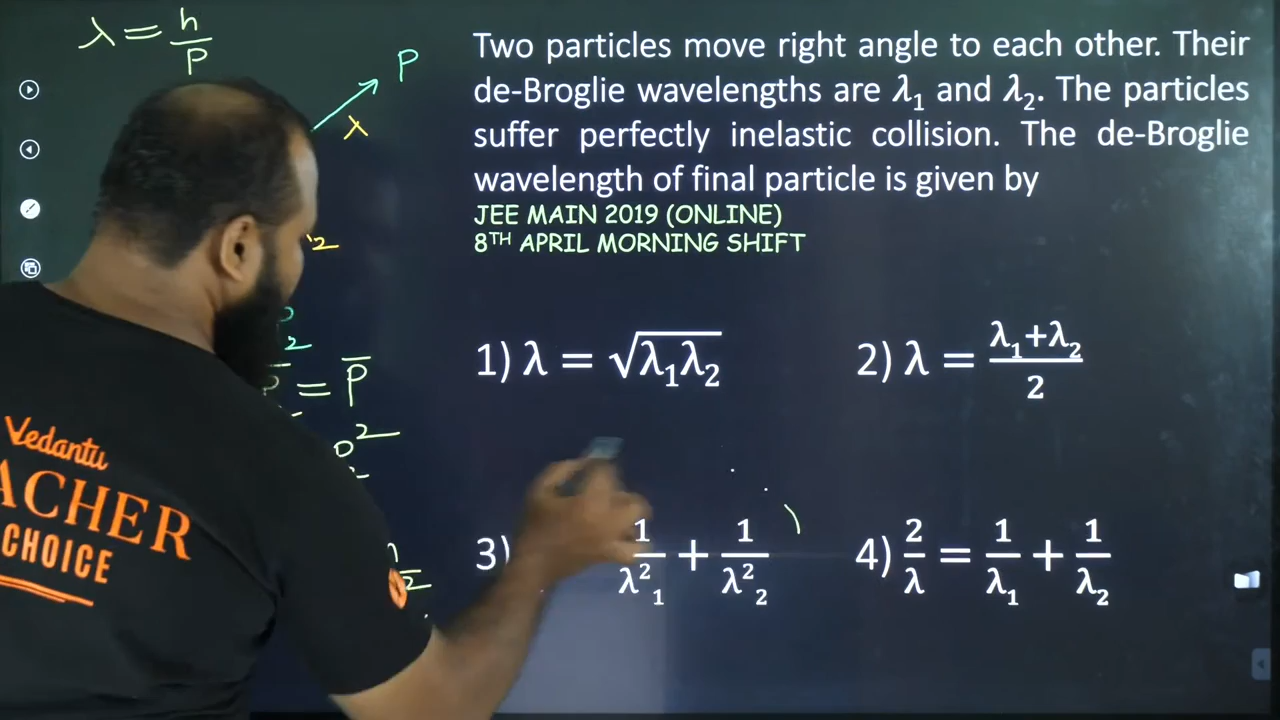 λ = h/P
P
λ
Two particles move right angle to each other. Their
de-Broglie wavelengths are λ₁ and λ₂. The particles
suffer perfectly inelastic collision. The de-Broglie
wavelength of final particle is given by
JEE MAIN 2019 (ONLINE)
8TH APRIL MORNING SHIFT
2
P₂
= P̅
1) λ = √λ₁λ₂
2) λ = (λ₁+λ₂)/2
3) 1/λ²₁ + 1/λ²₂
4) 2/λ = 1/λ₁ + 1/λ₂
Vedantu
ACHER
CHOICE